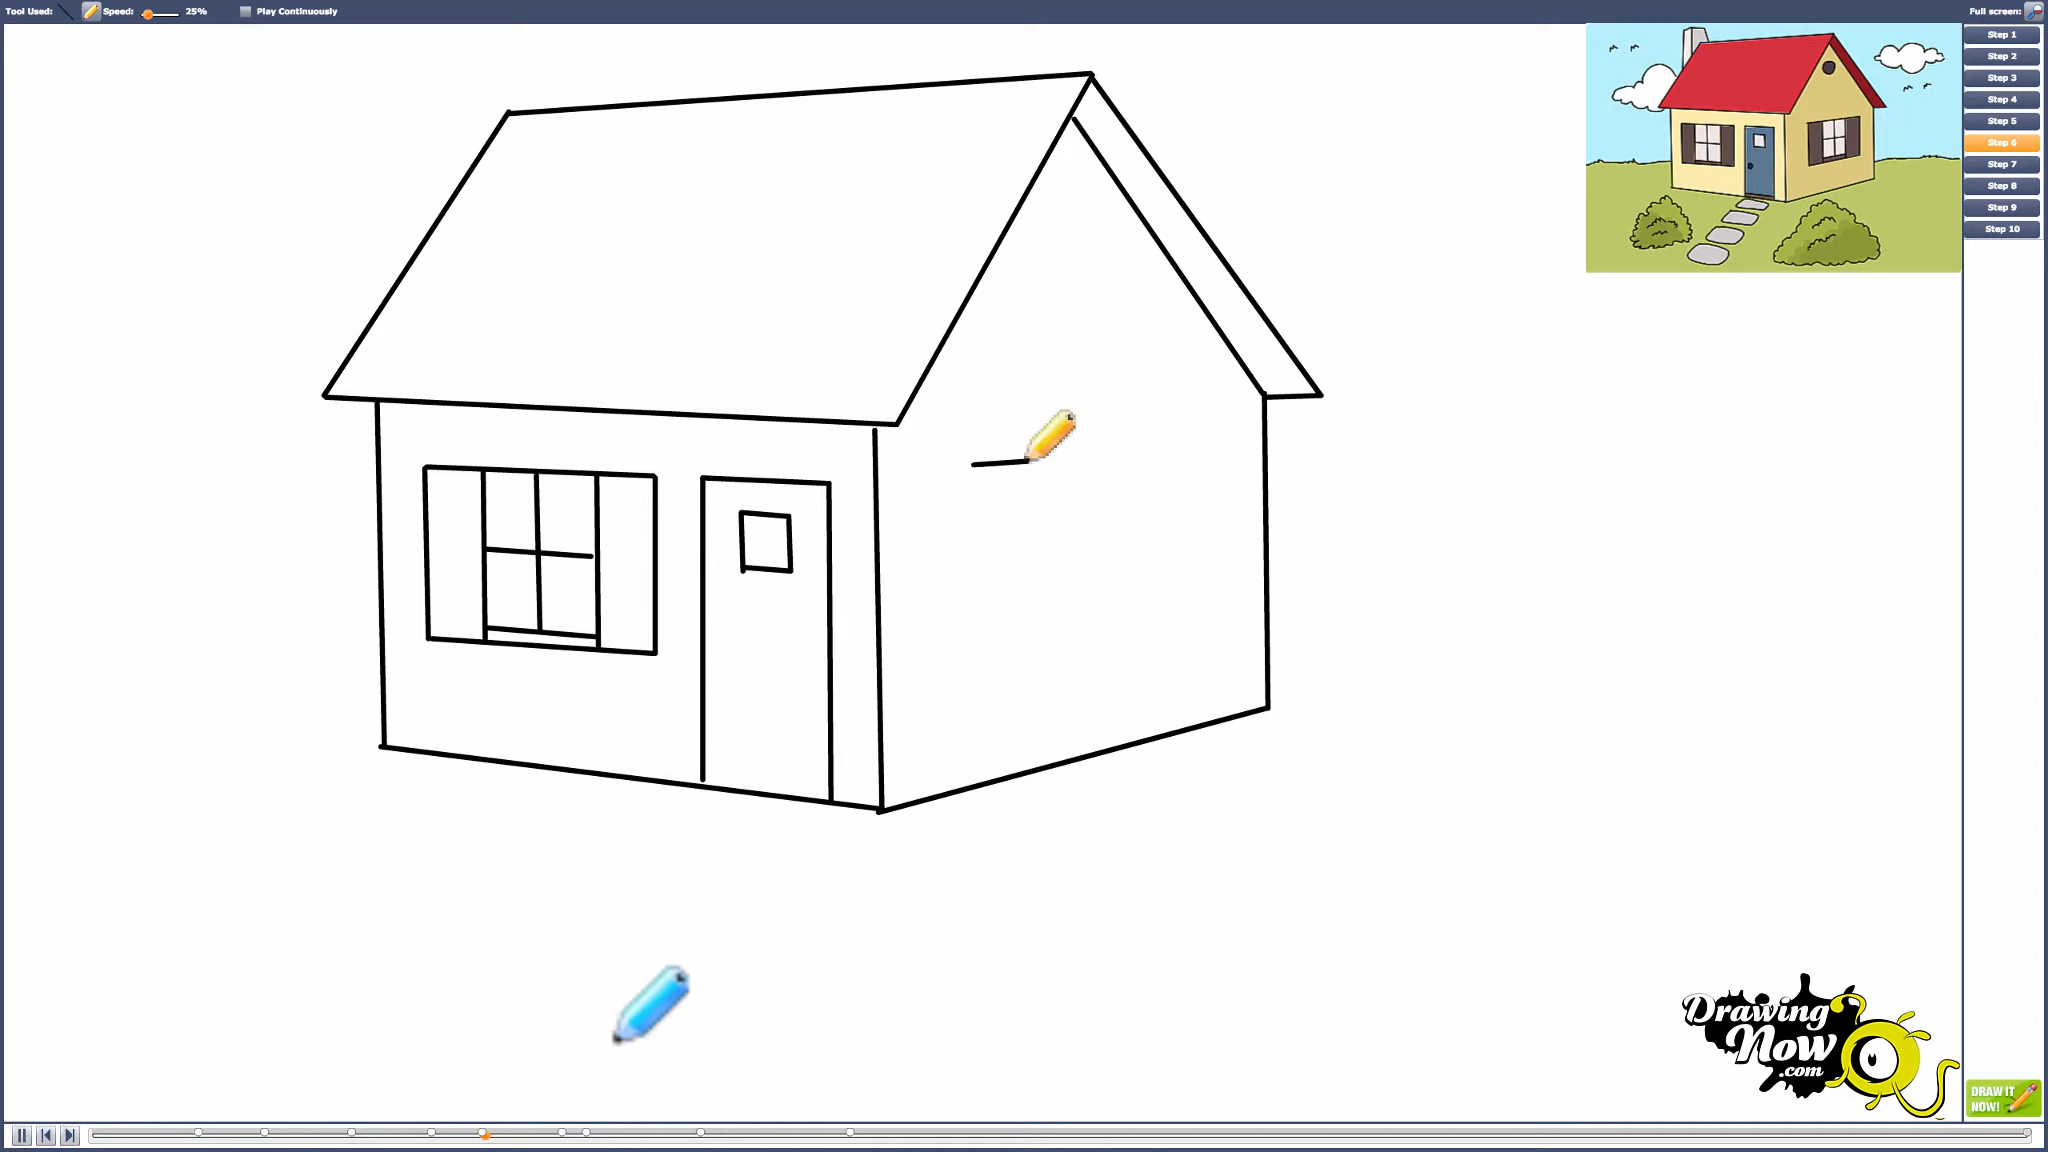 Tool Used: Speed: 25% Play Continuously Full screen:
Step 1
Step 2
Step 3
Step 4
Step 5
Step 6
Step 7
Step 8
Step 9
Step 10
Drawing
Now
.com
DRAW IT
NOW!